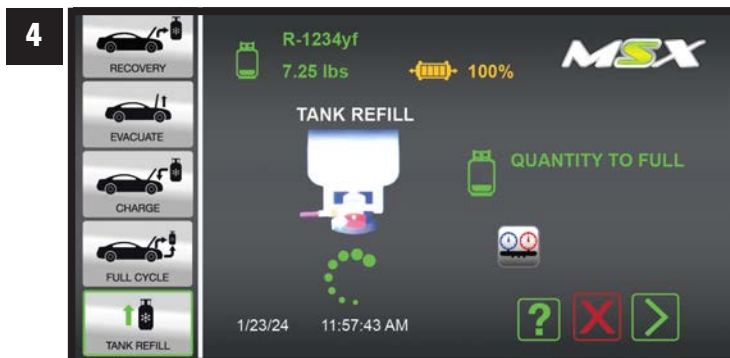 4
RECOVERY
EVACUATE
CHARGE
FULL CYCLE
TANK REFILL
R-1234yf
7.25 lbs
100%
MSX
TANK REFILL
QUANTITY TO FULL
1/23/24 11:57:43 AM
?